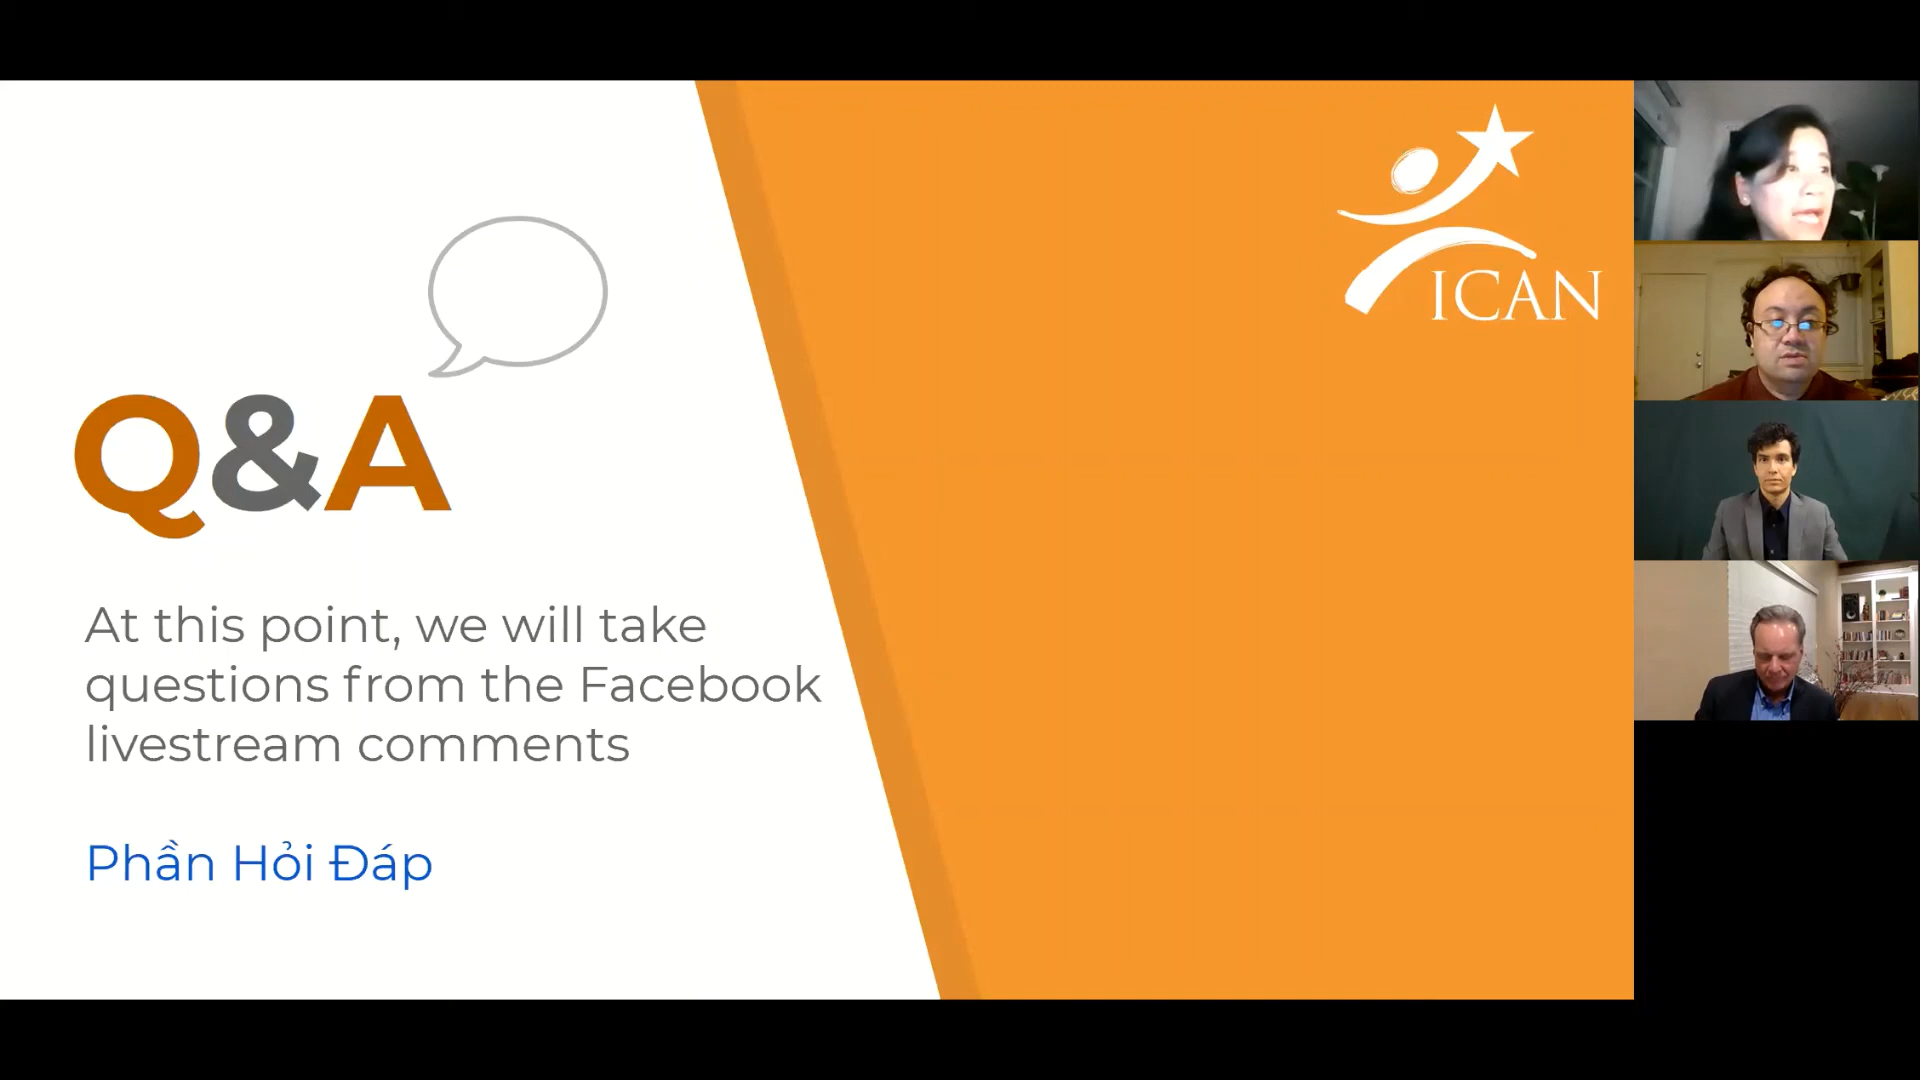 ICAN
Q&A
At this point, we will take
questions from the Facebook
livestream comments
Phần Hỏi Đáp